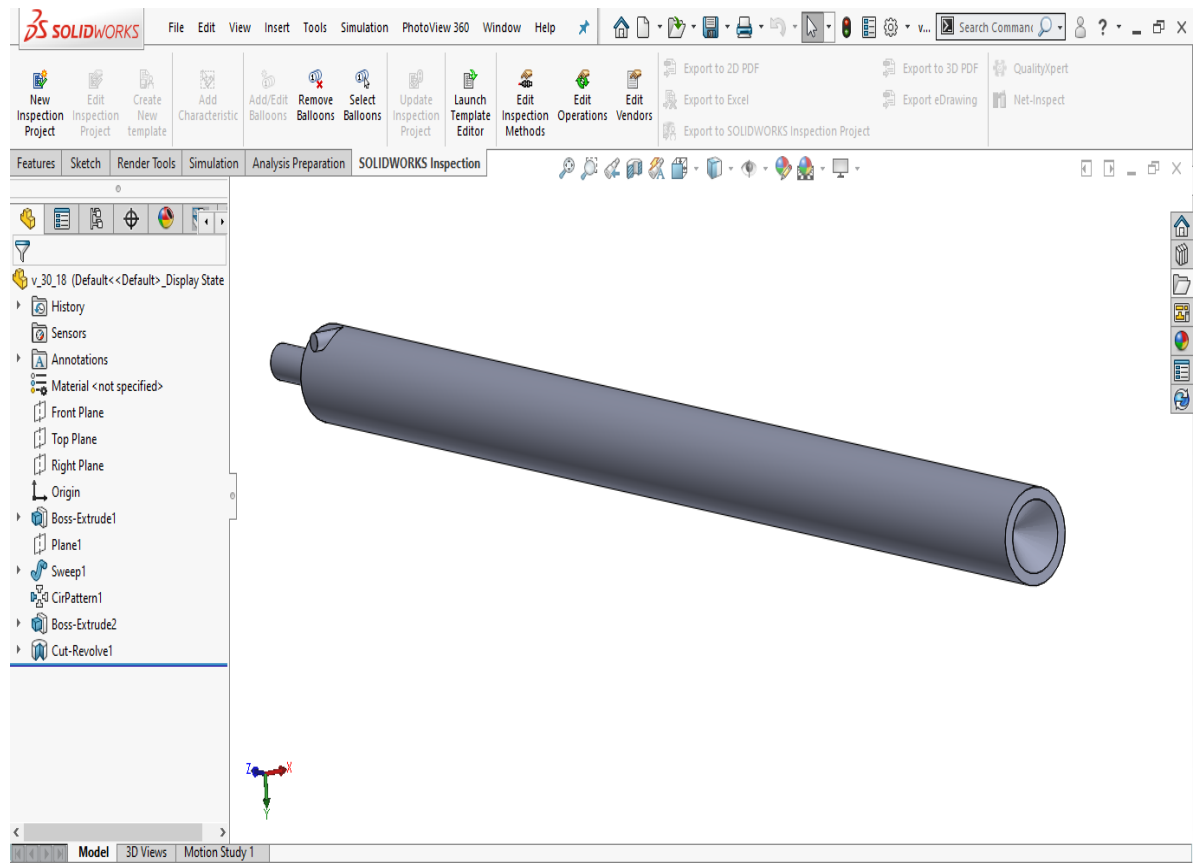 SOLIDWORKS File Edit View Insert Tools Simulation PhotoView 360 Window Help v... Search Comman ?
New Inspection Project
Edit Inspection Project
Create New template
Add Characteristic
Add/Edit Balloons
Remove Balloons
Select Balloons
Update Inspection Project
Launch Template Editor
Edit Inspection Methods
Edit Operations
Edit Vendors
Export to 2D PDF
Export to Excel
Export to SOLIDWORKS Inspection Project
Export to 3D PDF
Export eDrawing
QualityXpert
Net-Inspect
Features Sketch Render Tools Simulation Analysis Preparation SOLIDWORKS Inspection
v_30_18 (Default<<Default>_Display State
History
Sensors
A Annotations
Material <not specified>
Front Plane
Top Plane
Right Plane
Origin
Boss-Extrude1
Plane1
Sweep1
CirPattern1
Boss-Extrude2
Cut-Revolve1
Z X
Y
Model 3D Views Motion Study 1